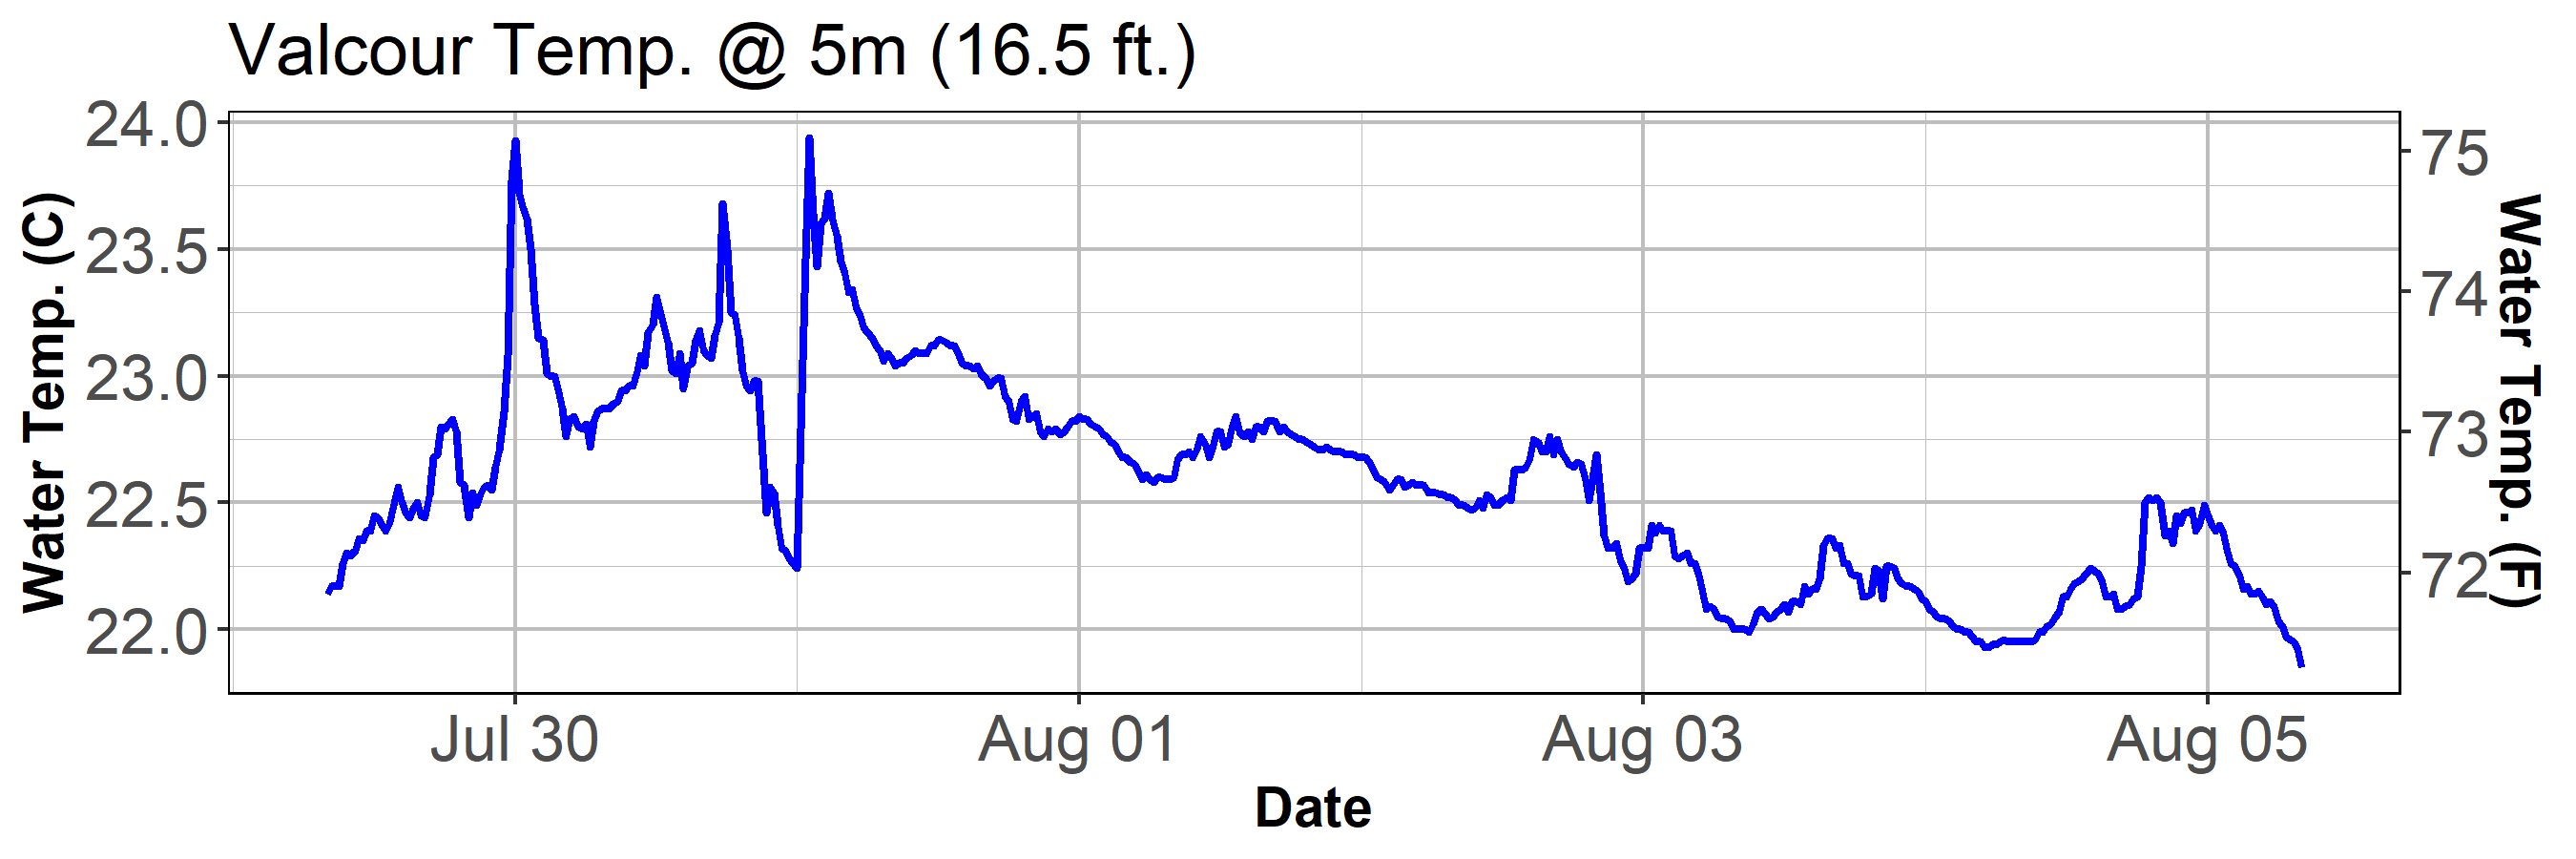 Valcour Temp. @ 5m (16.5 ft.)
24.0
23.5
23.0
22.5
22.0
Water Temp. (C)
75
74
73
72
Water Temp. (F)
Jul 30 Aug 01 Aug 03 Aug 05
Date